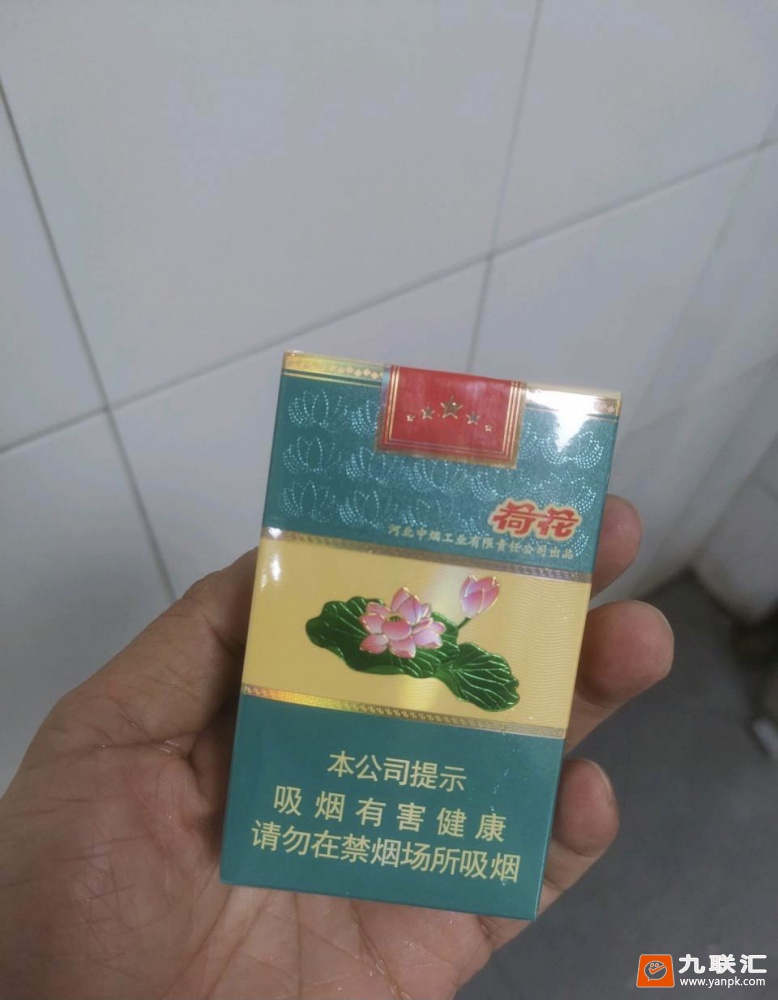 荷花
河北中烟工业有限责任公司出品
本公司提示
吸烟有害健康
请勿在禁烟场所吸烟
九联汇
www.yanpk.com